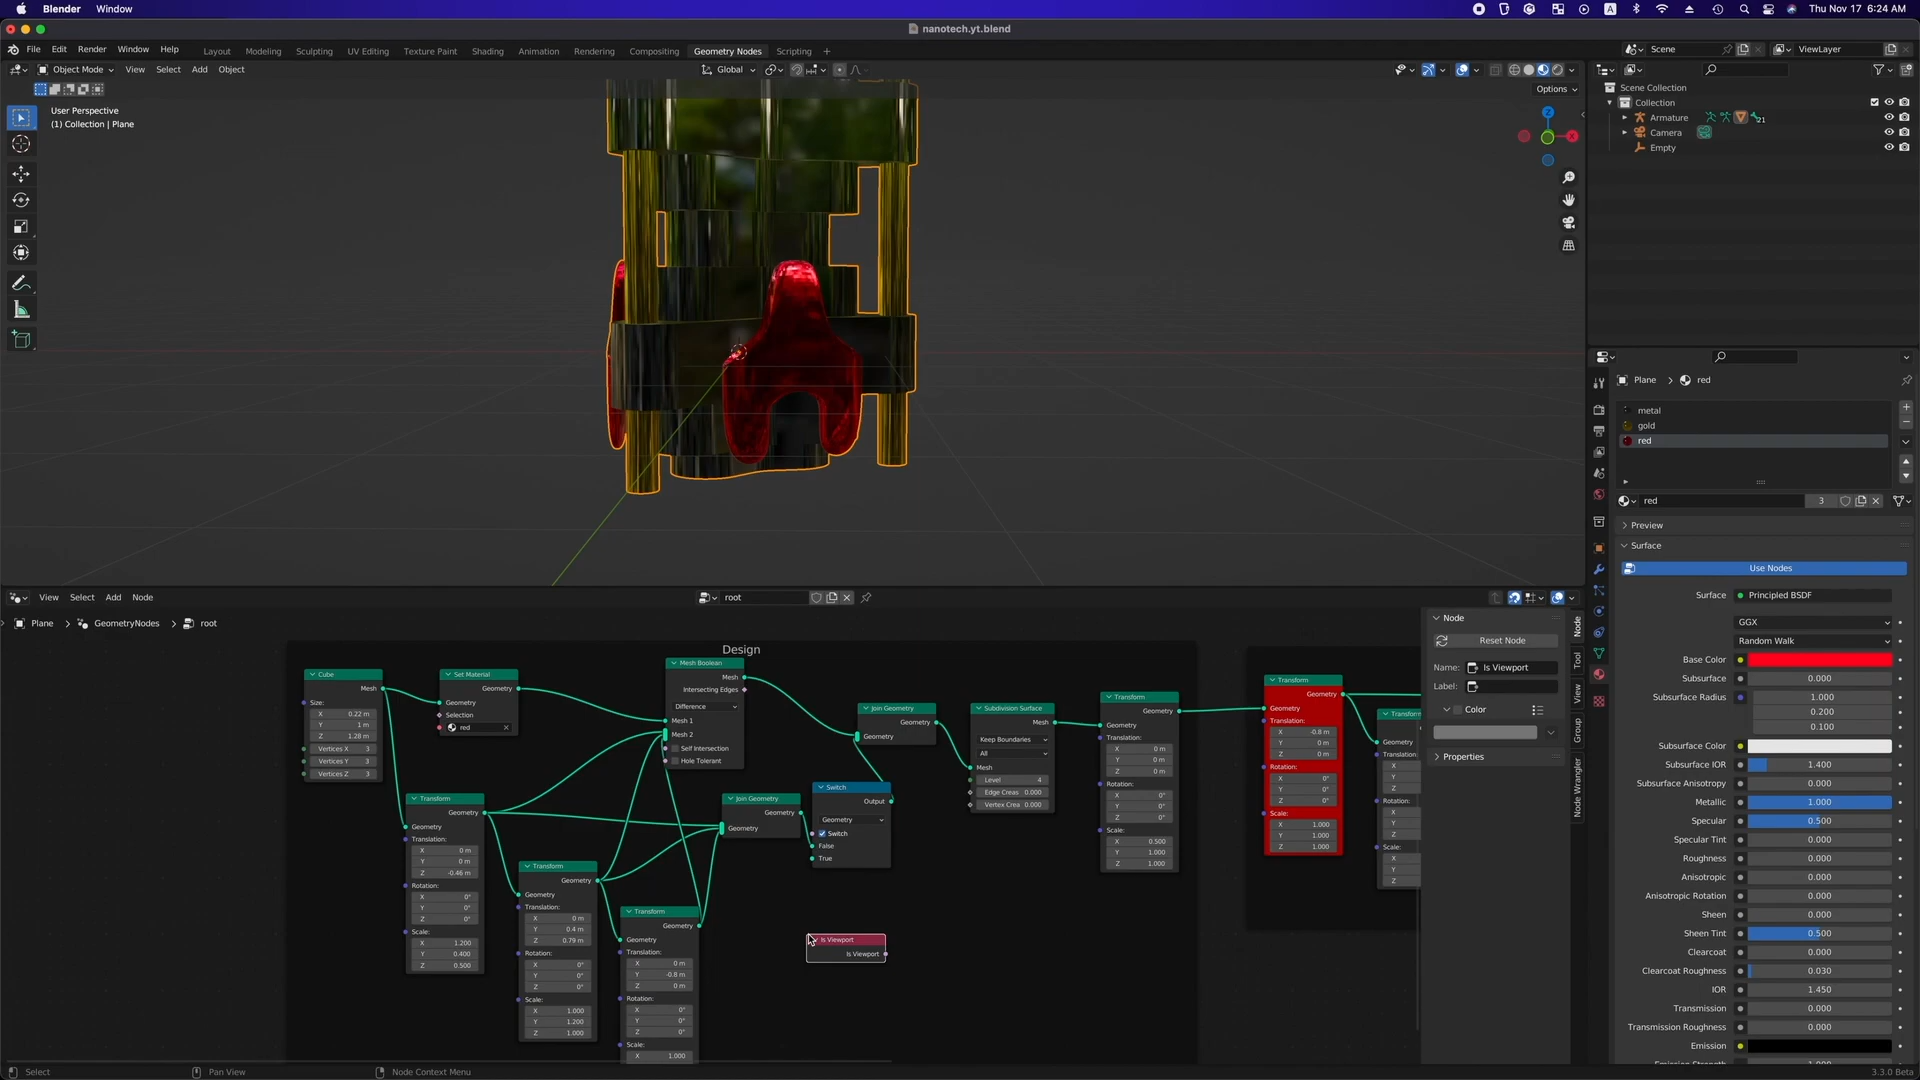 Blender Window Thu Nov 17 6:24 AM
nanotech.yt.blend
File Edit Render Window Help Layout Modeling Sculpting UV Editing Texture Paint Shading Animation Rendering Compositing Geometry Nodes Scripting + Scene ViewLayer
Object Mode View Select Add Object Global
Options
User Perspective
(1) Collection | Plane
Scene Collection
Collection
Armature 21
Camera
Empty
Plane > red
metal
gold
red
red 3
Preview
Surface
Use Nodes
Surface Principled BSDF
GGX
Random Walk
Base Color
Subsurface 0.000
Subsurface Radius 1.000
0.200
0.100
Subsurface Color
Subsurface IOR 1.400
Subsurface Anisotropy 0.000
Metallic 1.000
Specular 0.500
Specular Tint 0.000
Roughness 0.000
Anisotropic 0.000
Anisotropic Rotation 0.000
Sheen 0.000
Sheen Tint 0.500
Clearcoat 0.000
Clearcoat Roughness 0.030
IOR 1.450
Transmission 0.000
Transmission Roughness 0.000
Emission
View Select Add Node root
Plane > GeometryNodes > root
Design
Cube
Mesh
Size:
X 0.22 m
Y 1 m
Z 1.28 m
Vertices X 3
Vertices Y 3
Vertices Z 3
Set Material
Geometry
Geometry
Selection
red
Mesh Boolean
Mesh
Intersecting Edges
Difference
Mesh 1
Mesh 2
Self Intersection
Hole Tolerant
Transform
Geometry
Geometry
Translation:
X 0 m
Y 0 m
Z -0.46 m
Rotation:
X 0°
Y 0°
Z 0°
Scale:
X 1.200
Y 0.400
Z 0.500
Transform
Geometry
Geometry
Translation:
X 0 m
Y 0.4 m
Z 0.79 m
Rotation:
X 0°
Y 0°
Z 0°
Scale:
X 1.000
Y 1.200
Z 1.000
Transform
Geometry
Geometry
Translation:
X 0 m
Y -0.8 m
Z 0 m
Rotation:
X 0°
Y 0°
Z 0°
Scale:
X 1.000
Join Geometry
Geometry
Geometry
Switch
Output
Geometry
Switch
False
True
Is Viewport
Is Viewport
Join Geometry
Geometry
Geometry
Subdivision Surface
Mesh
Keep Boundaries
All
Mesh
Level 4
Edge Creas 0.000
Vertex Crea 0.000
Transform
Geometry
Geometry
Translation:
X 0 m
Y 0 m
Z 0 m
Rotation:
X 0°
Y 0°
Z 0°
Scale:
X 0.500
Y 1.000
Z 1.000
Transform
Geometry
Geometry
Translation:
X -0.8 m
Y 0 m
Z 0 m
Rotation:
X 0°
Y 0°
Z 0°
Scale:
X 1.000
Y 1.000
Z 1.000
Transform
Geometry
Translation
X
Y
Z
Rotation:
X
Y
Z
Scale:
X
Y
Z
Node
Reset Node
Name: Is Viewport
Label:
Color
Properties
Node
Tool
View
Group
Node Wrangler
Select Pan View Node Context Menu 3.3.0 Beta